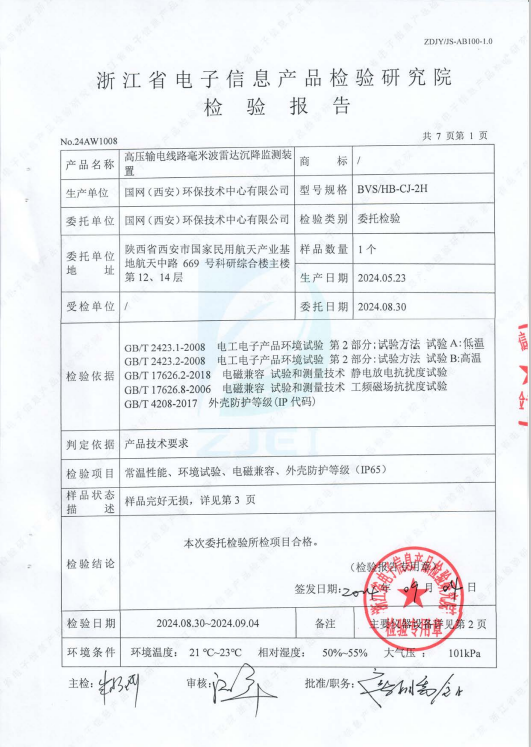 ZDJY/JS-AB100-1.0
浙江省电子信息产品检验研究院
检验报告
No.24AW1008
共 7 页第 1 页
产品名称 高压输电线路毫米波雷达沉降监测装置 商标 /
生产单位 国网（西安）环保技术中心有限公司 型号规格 BVS/HB-CJ-2H
委托单位 国网（西安）环保技术中心有限公司 检验类别 委托检验
委托单位地址 陕西省西安市国家民用航天产业基地航天中路 669 号科研综合楼主楼第 12、14 层 样品数量 1 个
生产日期 2024.05.23
受检单位 / 委托日期 2024.08.30
检验依据
GB/T 2423.1-2008 电工电子产品环境试验 第 2 部分:试验方法 试验 A:低温
GB/T 2423.2-2008 电工电子产品环境试验 第 2 部分:试验方法 试验 B:高温
GB/T 17626.2-2018 电磁兼容 试验和测量技术 静电放电抗扰度试验
GB/T 17626.8-2006 电磁兼容 试验和测量技术 工频磁场抗扰度试验
GB/T 4208-2017 外壳防护等级(IP 代码)
ZJEI
判定依据 产品技术要求
检验项目 常温性能、环境试验、电磁兼容、外壳防护等级（IP65）
样品状态描述 样品完好无损，详见第 3 页
检验结论
本次委托检验所检项目合格。
（检验报告专用章）
签发日期: 2024 年 09 月 04 日
浙江省电子信息产品检验研究院
检验专用章
检验日期 2024.08.30~2024.09.04 备注 主要仪器设备详见第 2 页
环境条件 环境温度： 21 ℃~23℃ 相对湿度： 50%~55% 大气压： 101kPa
主检: 审核: 批准/职务: